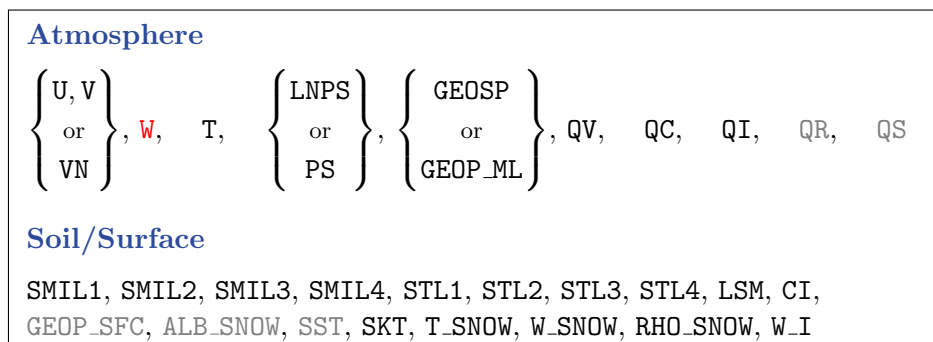 Atmosphere
{U, V or VN}, W, T, {LNPS or PS}, {GEOSP or GEOP_ML}, QV, QC, QI, QR, QS
Soil/Surface
SMIL1, SMIL2, SMIL3, SMIL4, STL1, STL2, STL3, STL4, LSM, CI,
GEOP_SFC, ALB_SNOW, SST, SKT, T_SNOW, W_SNOW, RHO_SNOW, W_I